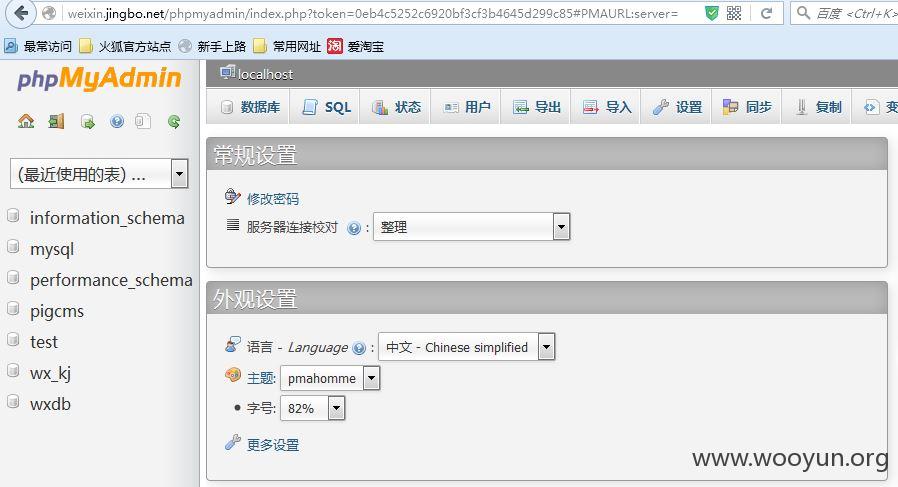 weixin.jingbo.net/phpmyadmin/index.php?token=0eb4c5252c6920bf3cf3b4645d299c85#PMAURL:server=
百度 <Ctrl+K>
最常访问 火狐官方站点 新手上路 常用网址 淘 爱淘宝
phpMyAdmin
localhost
数据库 SQL 状态 用户 导出 导入 设置 同步 复制 变
(最近使用的表) ...
information_schema
mysql
performance_schema
pigcms
test
wx_kj
wxdb
常规设置
修改密码
服务器连接校对 : 整理
外观设置
语言 - Language : 中文 - Chinese simplified
主题: pmahomme
字号: 82%
更多设置
www.wooyun.org